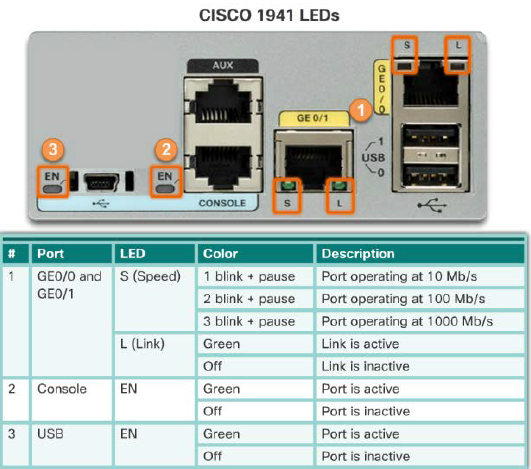 CISCO 1941 LEDs
S L
AUX
GE 0/0
GE 0/1
1
3
2
EN
EN
1
USB
0
CONSOLE
S L
# Port LED Color Description
1 GE0/0 and GE0/1 S (Speed) 1 blink + pause Port operating at 10 Mb/s
2 blink + pause Port operating at 100 Mb/s
3 blink + pause Port operating at 1000 Mb/s
L (Link) Green Link is active
Off Link is inactive
2 Console EN Green Port is active
Off Port is inactive
3 USB EN Green Port is active
Off Port is inactive